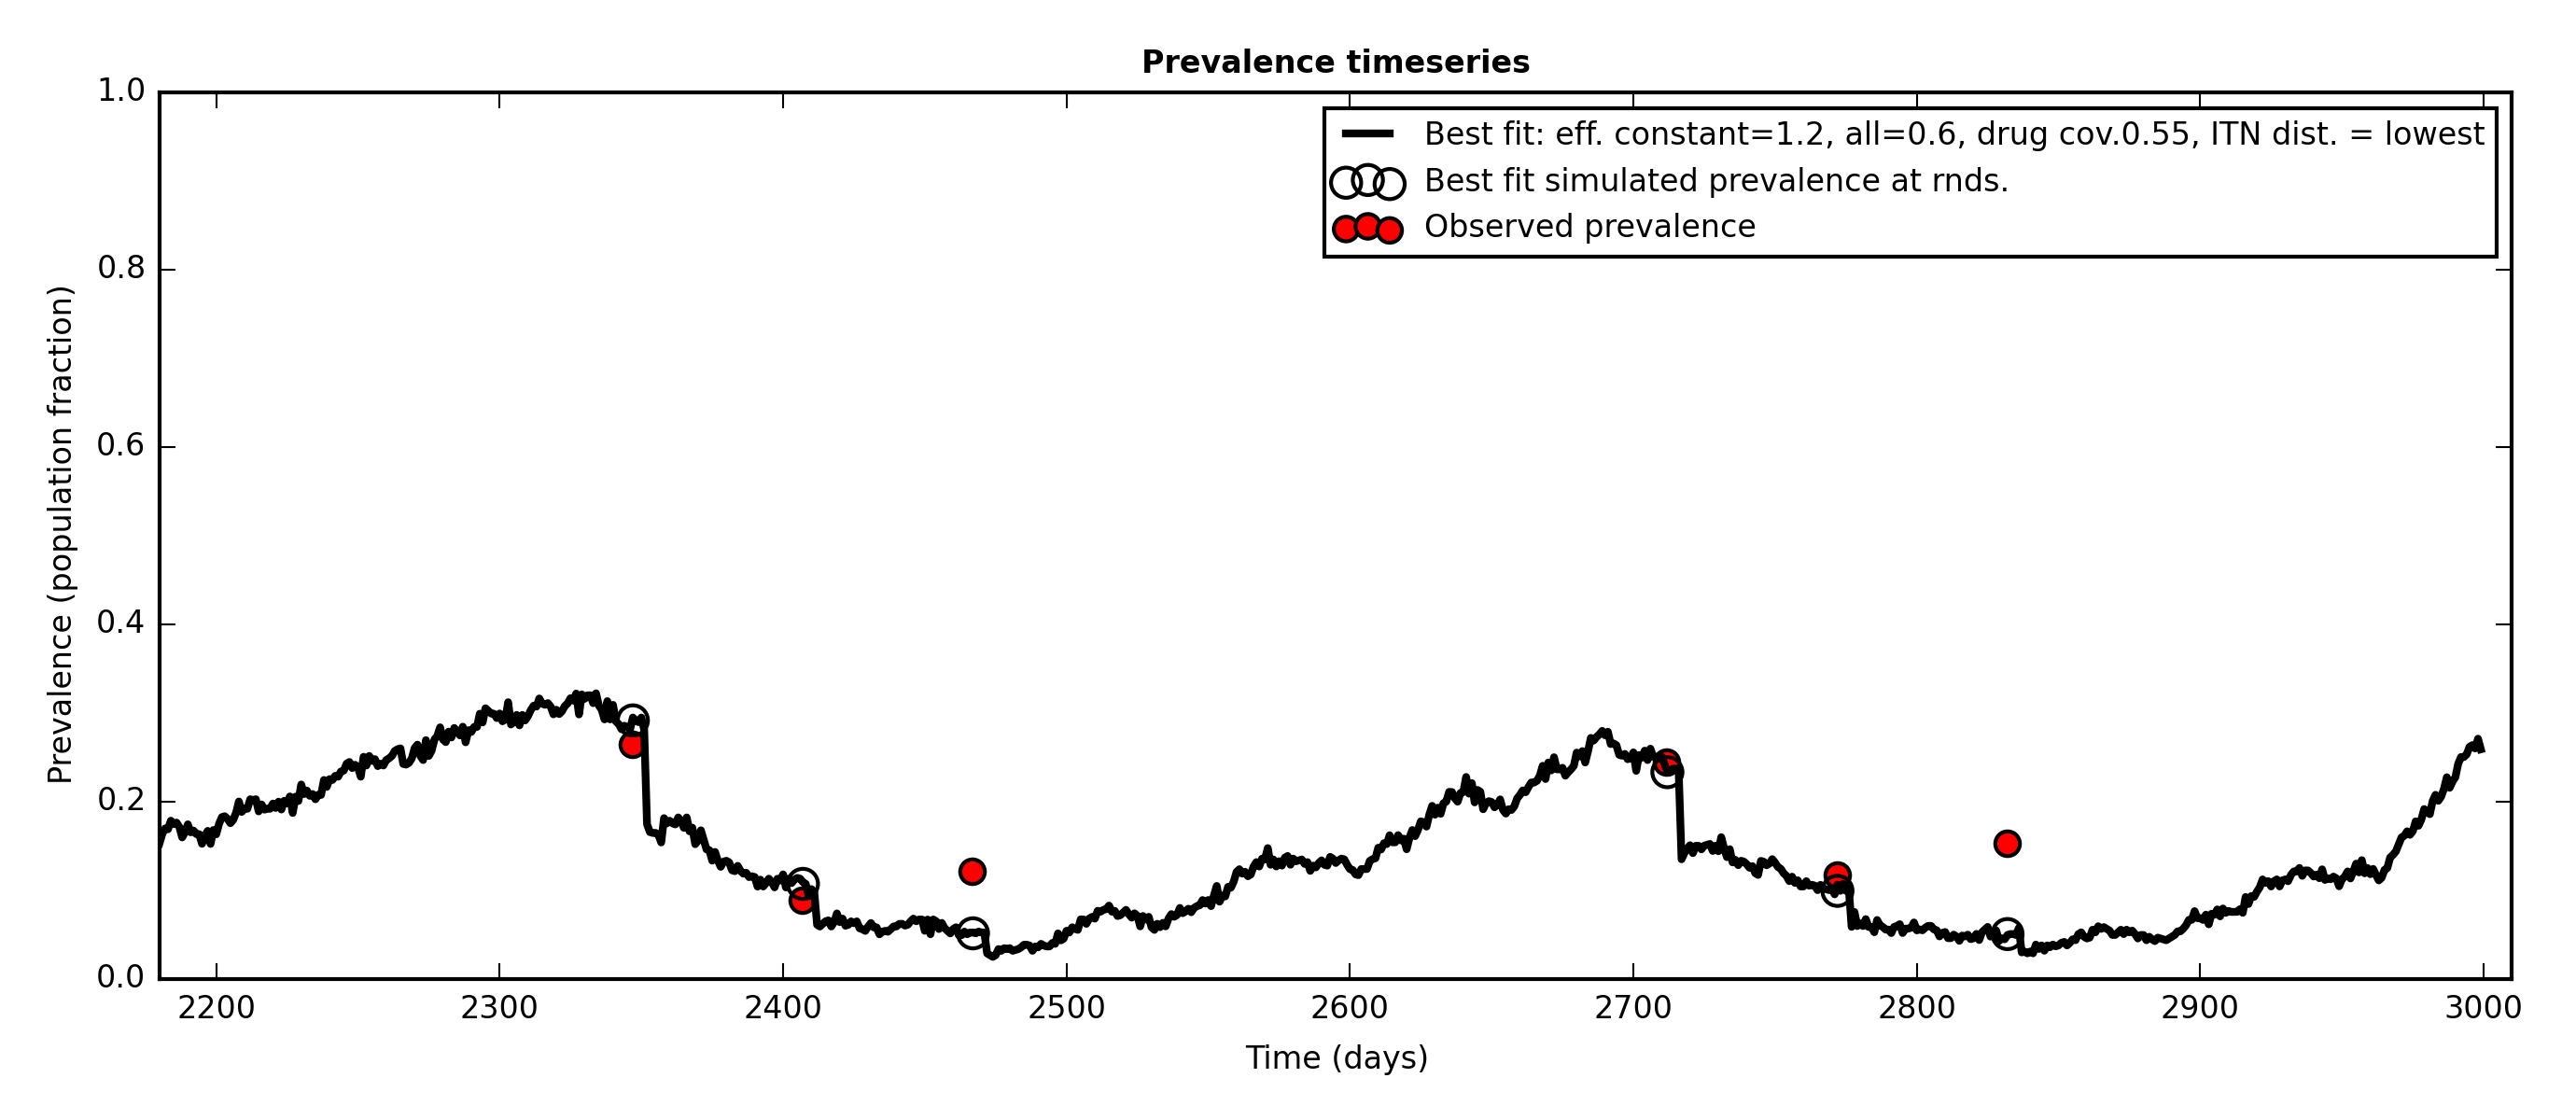 Prevalence timeseries
1.0
0.8
0.6
0.4
0.2
0.0
Prevalence (population fraction)
Best fit: eff. constant=1.2, all=0.6, drug cov.0.55, ITN dist. = lowest
Best fit simulated prevalence at rnds.
Observed prevalence
2200 2300 2400 2500 2600 2700 2800 2900 3000
Time (days)